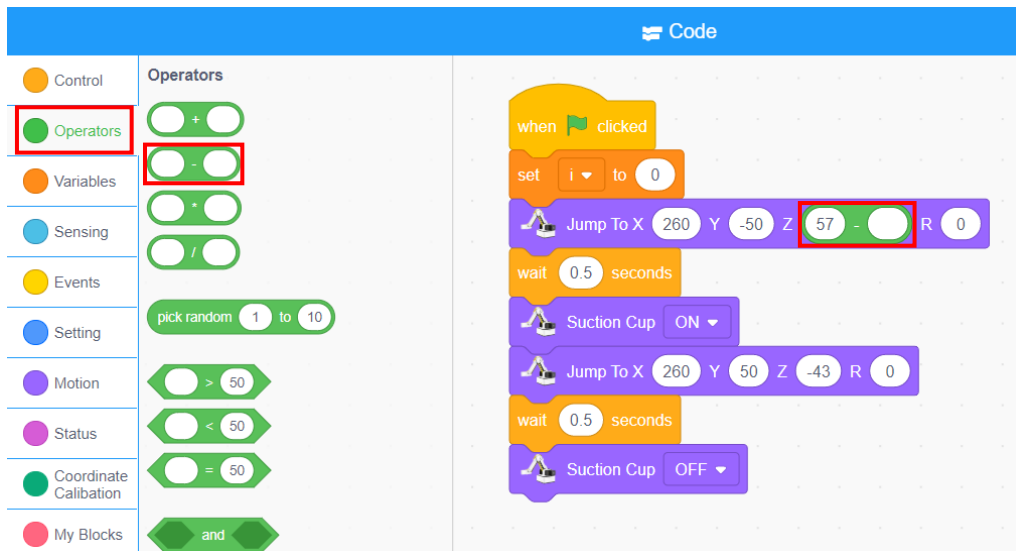 Code
Control
Operators
Variables
Sensing
Events
Setting
Motion
Status
Coordinate
Calibation
My Blocks
Operators
+
-
*
/
pick random 1 to 10
> 50
< 50
= 50
and
when clicked
set i to 0
Jump To X 260 Y -50 Z 57 - R 0
wait 0.5 seconds
Suction Cup ON
Jump To X 260 Y 50 Z -43 R 0
wait 0.5 seconds
Suction Cup OFF